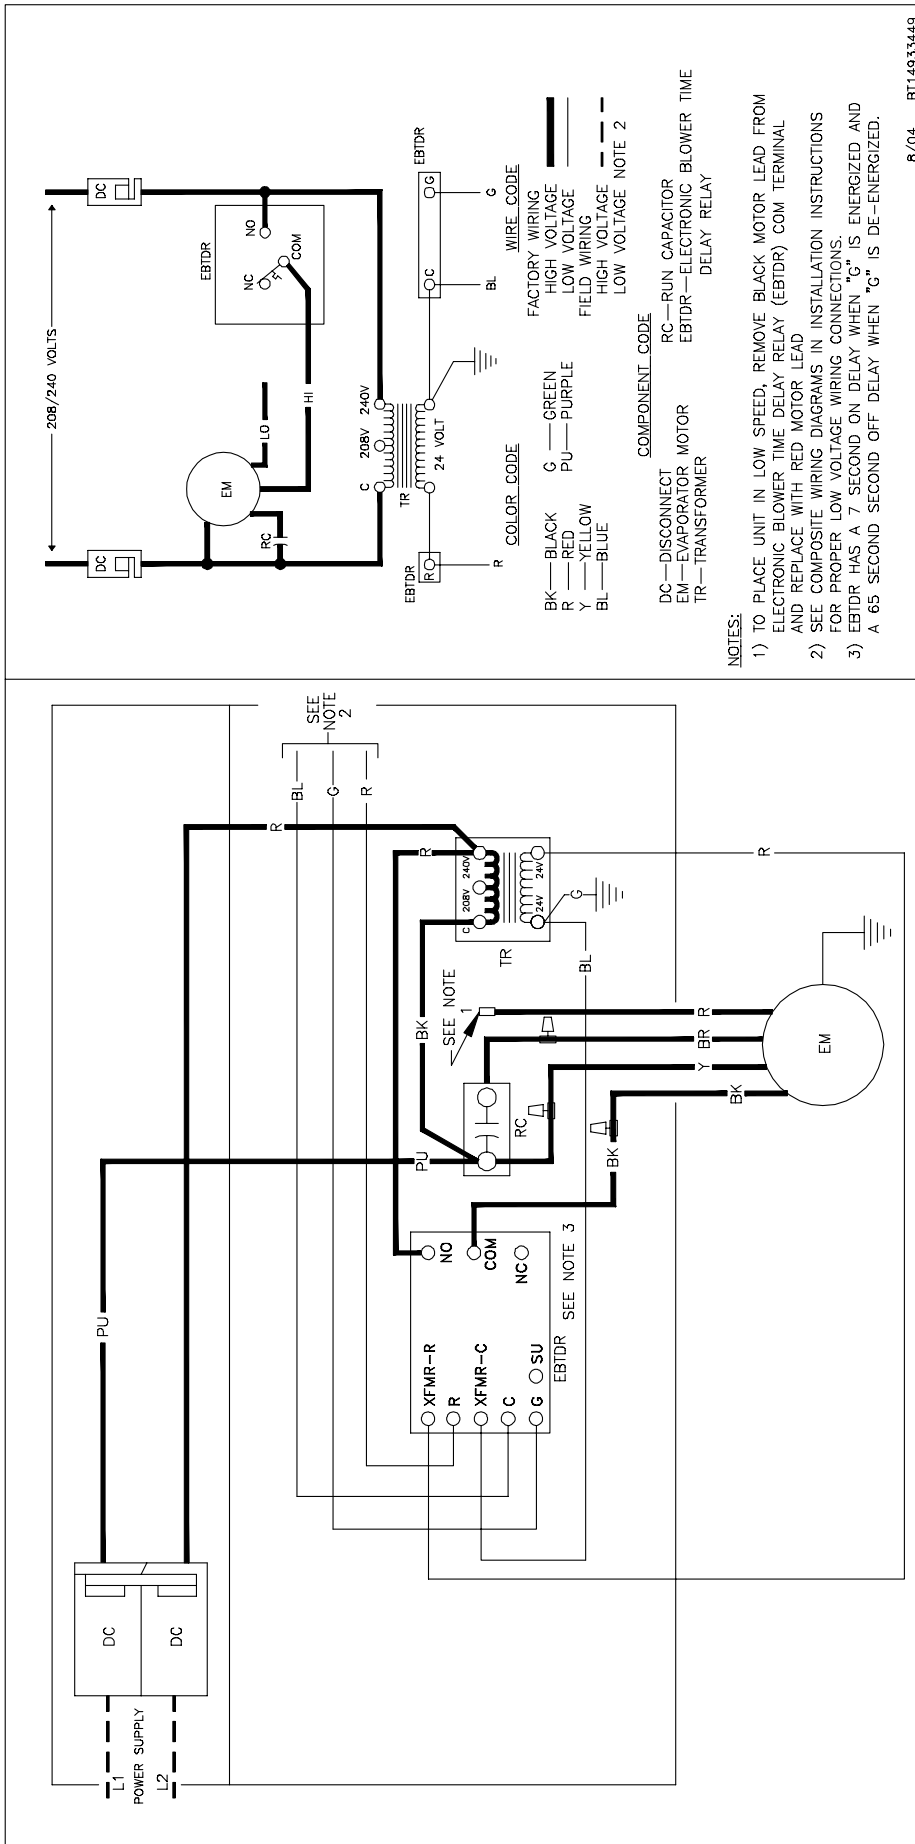 L1
POWER SUPPLY
L2
DC
DC
PU
PU
R
BL
G
R
SEE
NOTE
2
XFMR-R
R
XFMR-C
C
G
SU
NO
COM
NC
EBTDR
SEE NOTE 3
BK
BK
RC
SEE NOTE
1
R
C
208V
240V
24V
24V
TR
G
BL
R
BK
Y
BR
R
EM
208/240 VOLTS
DC
DC
EM
RC
LO
HI
EBTDR
NC
NO
COM
C
208V
240V
TR
24 VOLT
EBTDR
R
R
EBTDR
C
G
BL
G
COLOR CODE
BK—BLACK
R—RED
Y—YELLOW
BL—BLUE
G—GREEN
PU—PURPLE
WIRE CODE
FACTORY WIRING
HIGH VOLTAGE
LOW VOLTAGE
FIELD WIRING
HIGH VOLTAGE
LOW VOLTAGE NOTE 2
COMPONENT CODE
DC—DISCONNECT
EM—EVAPORATOR MOTOR
TR—TRANSFORMER
RC—RUN CAPACITOR
EBTDR—ELECTRONIC BLOWER TIME
DELAY RELAY
NOTES:
1) TO PLACE UNIT IN LOW SPEED, REMOVE BLACK MOTOR LEAD FROM
ELECTRONIC BLOWER TIME DELAY RELAY (EBTDR) COM TERMINAL
AND REPLACE WITH RED MOTOR LEAD
2) SEE COMPOSITE WIRING DIAGRAMS IN INSTALLATION INSTRUCTIONS
FOR PROPER LOW VOLTAGE WIRING CONNECTIONS.
3) EBTDR HAS A 7 SECOND ON DELAY WHEN "G" IS ENERGIZED AND
A 65 SECOND SECOND OFF DELAY WHEN "G" IS DE-ENERGIZED.
8/04